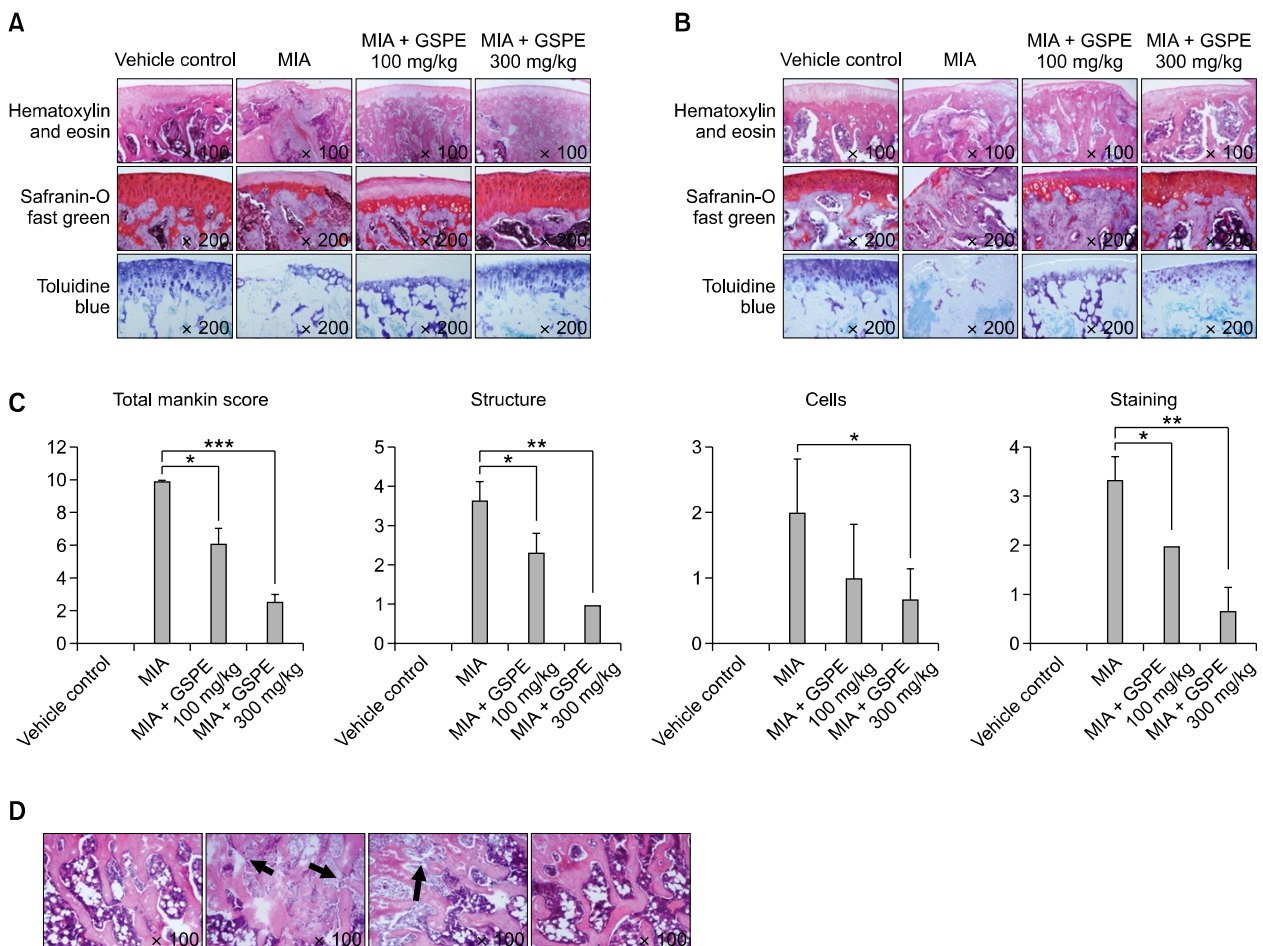 A
Vehicle control
MIA
MIA + GSPE
100 mg/kg
MIA + GSPE
300 mg/kg
Hematoxylin
and eosin
× 100
× 100
× 100
× 100
Safranin-O
fast green
× 200
× 200
× 200
× 200
Toluidine
blue
× 200
× 200
× 200
× 200
B
Vehicle control
MIA
MIA + GSPE
100 mg/kg
MIA + GSPE
300 mg/kg
Hematoxylin
and eosin
× 100
× 100
× 100
× 100
Safranin-O
fast green
× 200
× 200
× 200
× 200
Toluidine
blue
× 200
× 200
× 200
× 200
C
Total mankin score
12
10
8
6
4
2
0
***
*
Vehicle control
MIA
MIA + GSPE
100 mg/kg
MIA + GSPE
300 mg/kg
Structure
5
4
3
2
1
0
**
*
Vehicle control
MIA
MIA + GSPE
100 mg/kg
MIA + GSPE
300 mg/kg
Cells
3
2
1
0
*
Vehicle control
MIA
MIA + GSPE
100 mg/kg
MIA + GSPE
300 mg/kg
Staining
4
3
2
1
0
**
*
Vehicle control
MIA
MIA + GSPE
100 mg/kg
MIA + GSPE
300 mg/kg
D
× 100
× 100
× 100
× 100